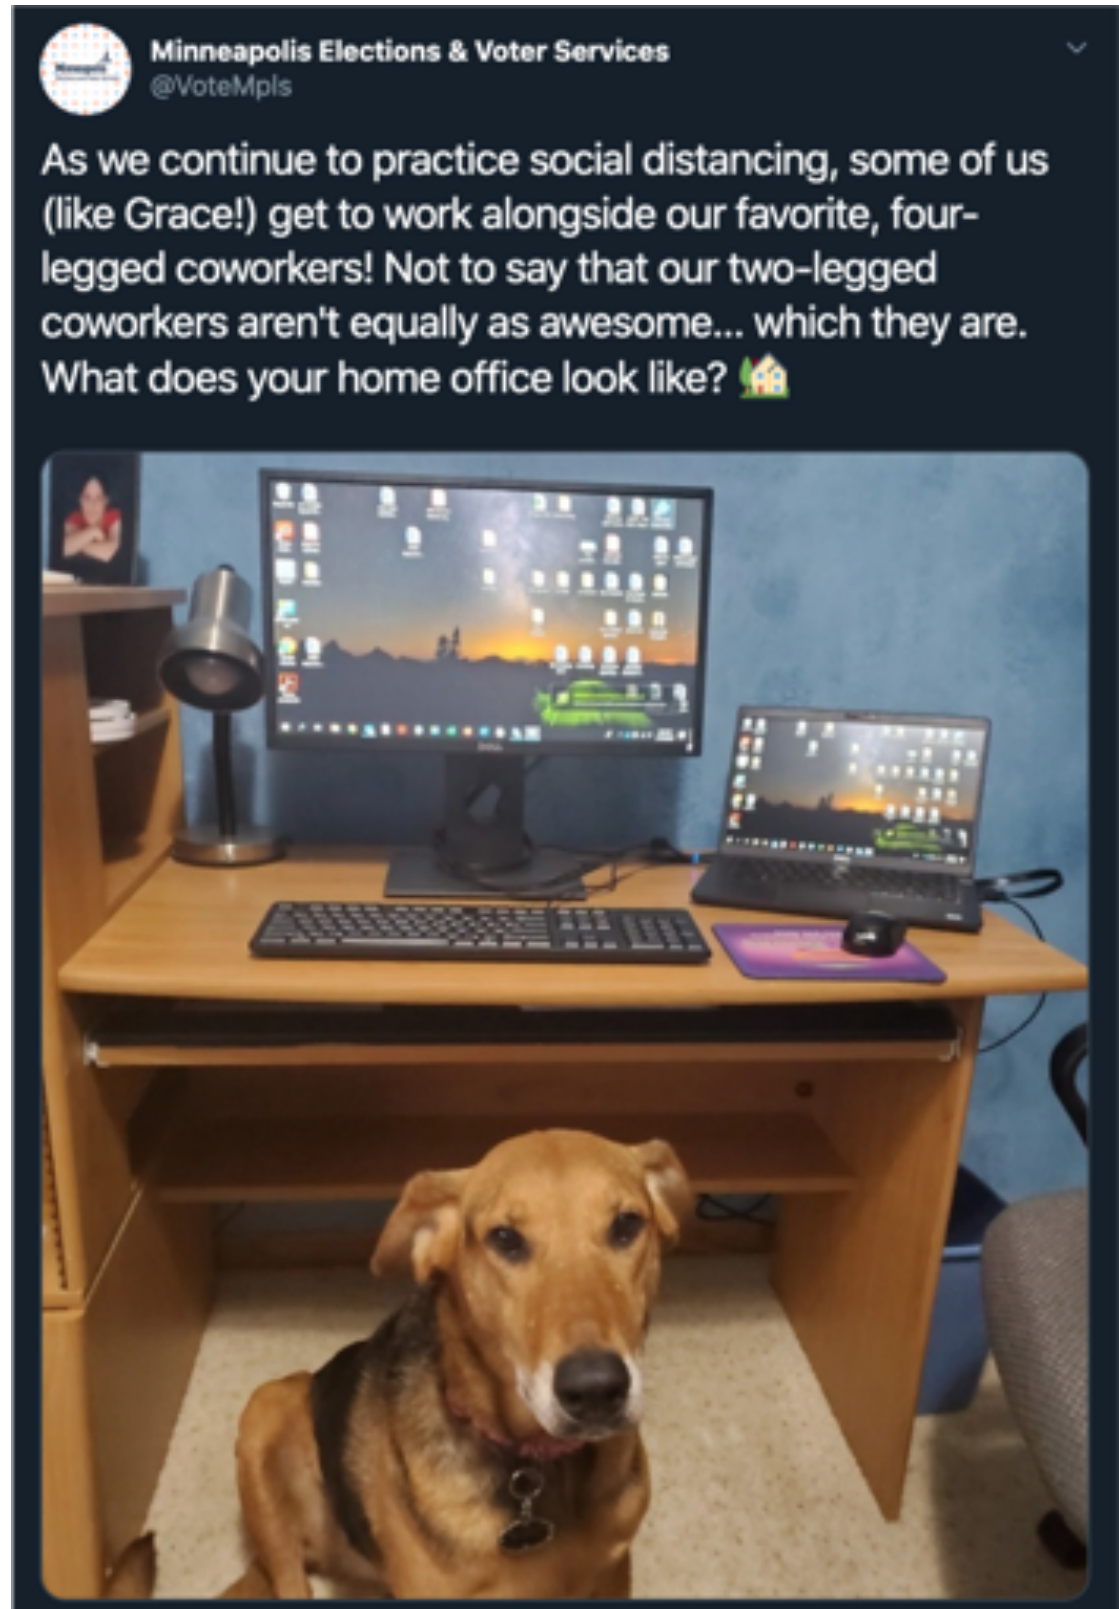 Minneapolis Elections & Voter Services
@VoteMpls
As we continue to practice social distancing, some of us
(like Grace!) get to work alongside our favorite, four-
legged coworkers! Not to say that our two-legged
coworkers aren't equally as awesome... which they are.
What does your home office look like? 🏡
DELL